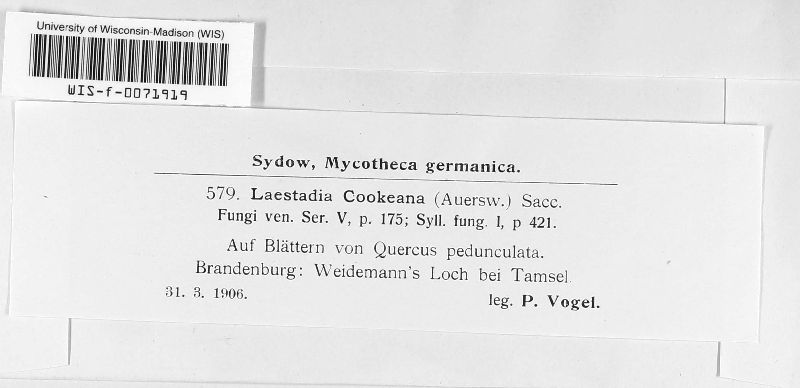 University of Wisconsin-Madison (WIS)
WIS-f-0071919
Sydow, Mycotheca germanica.
579. Laestadia Cookeana (Auersw.) Sacc.
Fungi ven. Ser. V, p. 175; Syll. fung. I, p 421.
Auf Blättern von Quercus pedunculata.
Brandenburg: Weidemann's Loch bei Tamsel.
31. 3. 1906.
leg. P. Vogel.